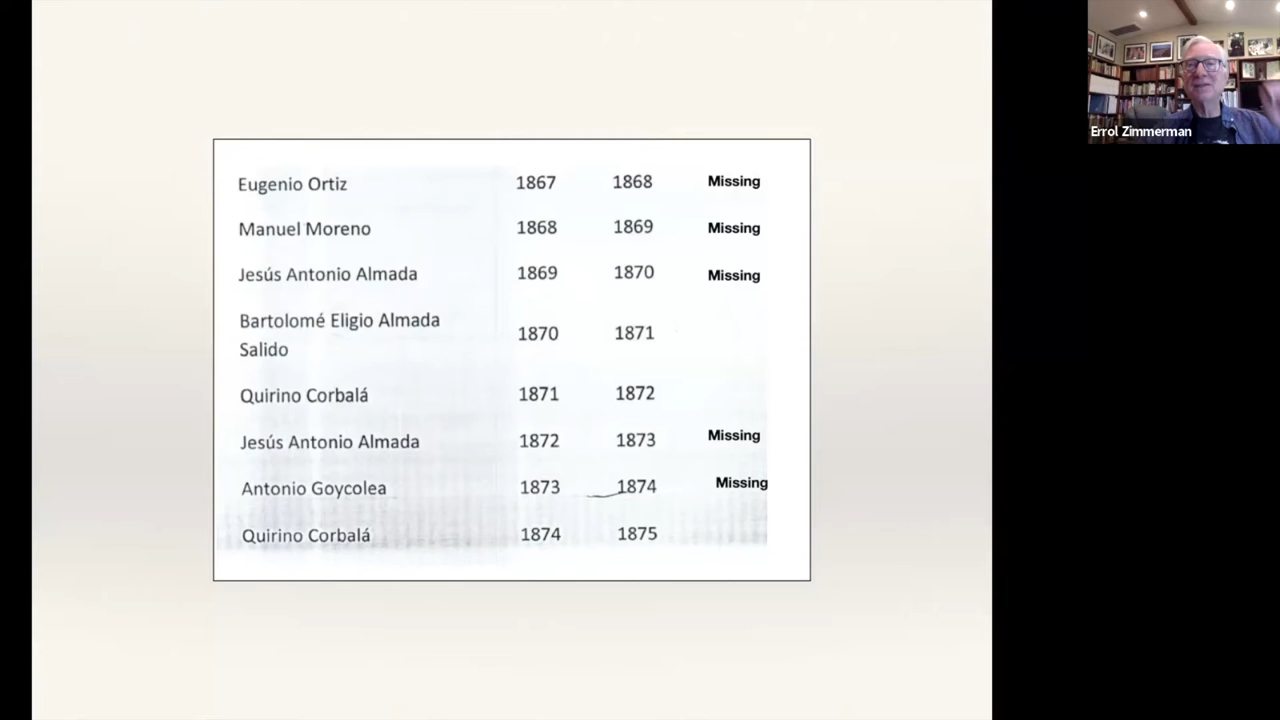 Eugenio Ortiz 1867 1868 Missing
Manuel Moreno 1868 1869 Missing
Jesús Antonio Almada 1869 1870 Missing
Bartolomé Eligio Almada
Salido 1870 1871
Quirino Corbalá 1871 1872
Jesús Antonio Almada 1872 1873 Missing
Antonio Goycolea 1873 1874 Missing
Quirino Corbalá 1874 1875
Errol Zimmerman